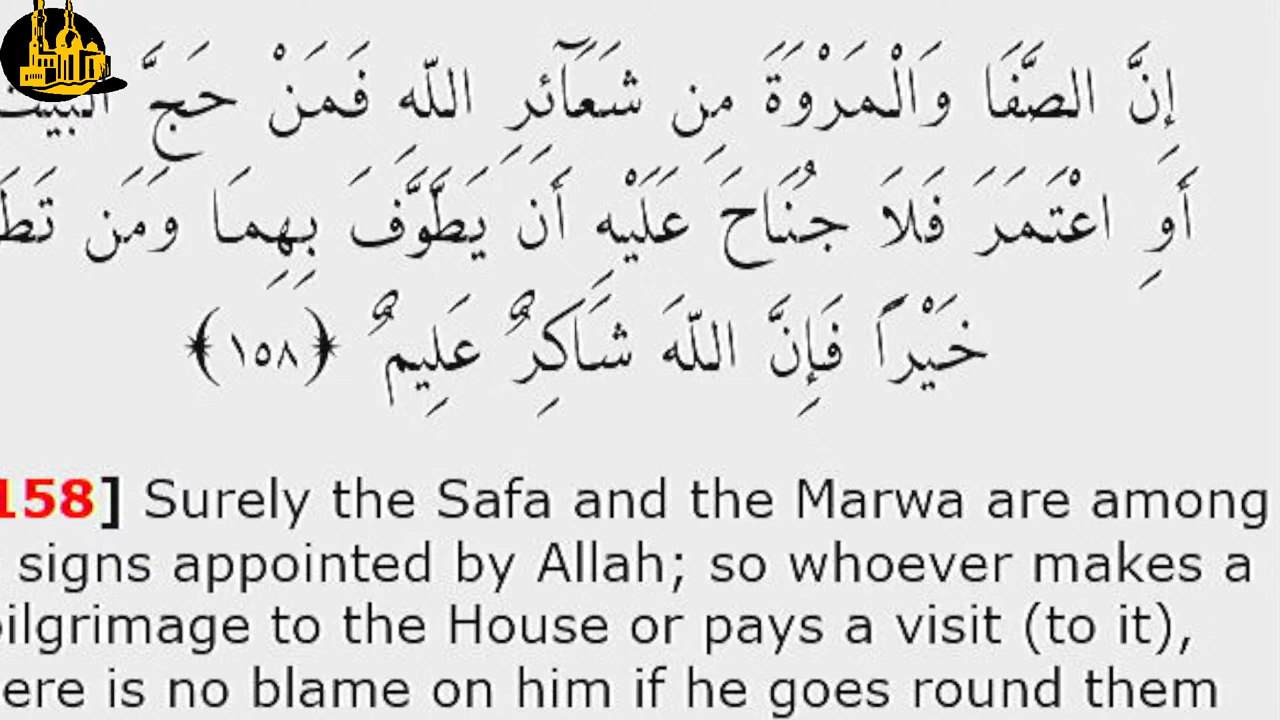 إِنَّ الصَّفَا وَالْمَرْوَةَ مِن شَعَآئِرِ اللّهِ فَمَنْ حَجَّ الْبَيْتَ
أَوِ اعْتَمَرَ فَلاَ جُنَاحَ عَلَيْهِ أَن يَطَّوَّفَ بِهِمَا وَمَن
خَيْراً فَإِنَّ اللّهَ شَاكِرٌ عَلِيمٌ ﴿١٥٨﴾
158] Surely the Safa and the Marwa are among
signs appointed by Allah; so whoever makes a
pilgrimage to the House or pays a visit (to it),
ere is no blame on him if he goes round them